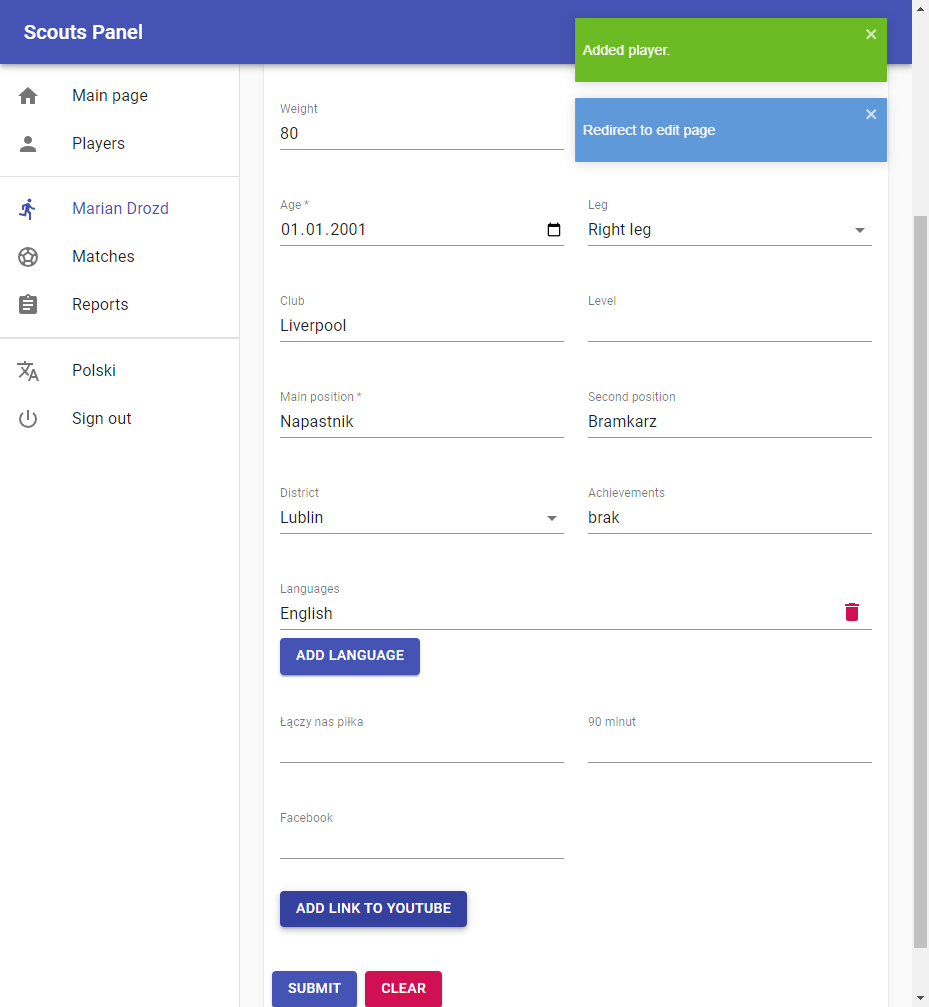 Scouts Panel
Added player.
Redirect to edit page
Main page
Players
Marian Drozd
Matches
Reports
Polski
Sign out
Weight
80
Age *
01.01.2001
Leg
Right leg
Club
Liverpool
Level
Main position *
Napastnik
Second position
Bramkarz
District
Lublin
Achievements
brak
Languages
English
ADD LANGUAGE
Łączy nas piłka
90 minut
Facebook
ADD LINK TO YOUTUBE
SUBMIT
CLEAR